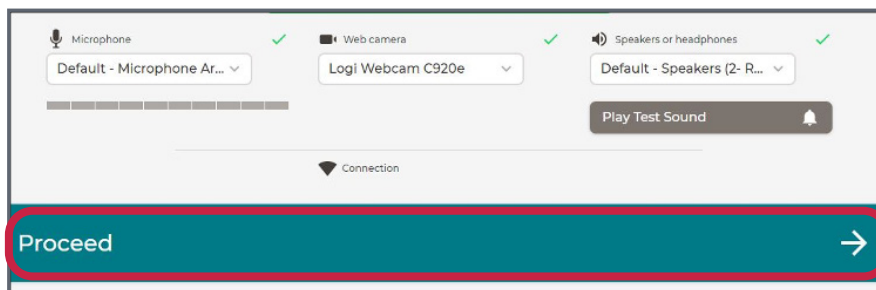 Microphone
Web camera
Speakers or headphones
Default - Microphone Ar...
Logi Webcam C920e
Default - Speakers (2- R...
Play Test Sound
Connection
Proceed